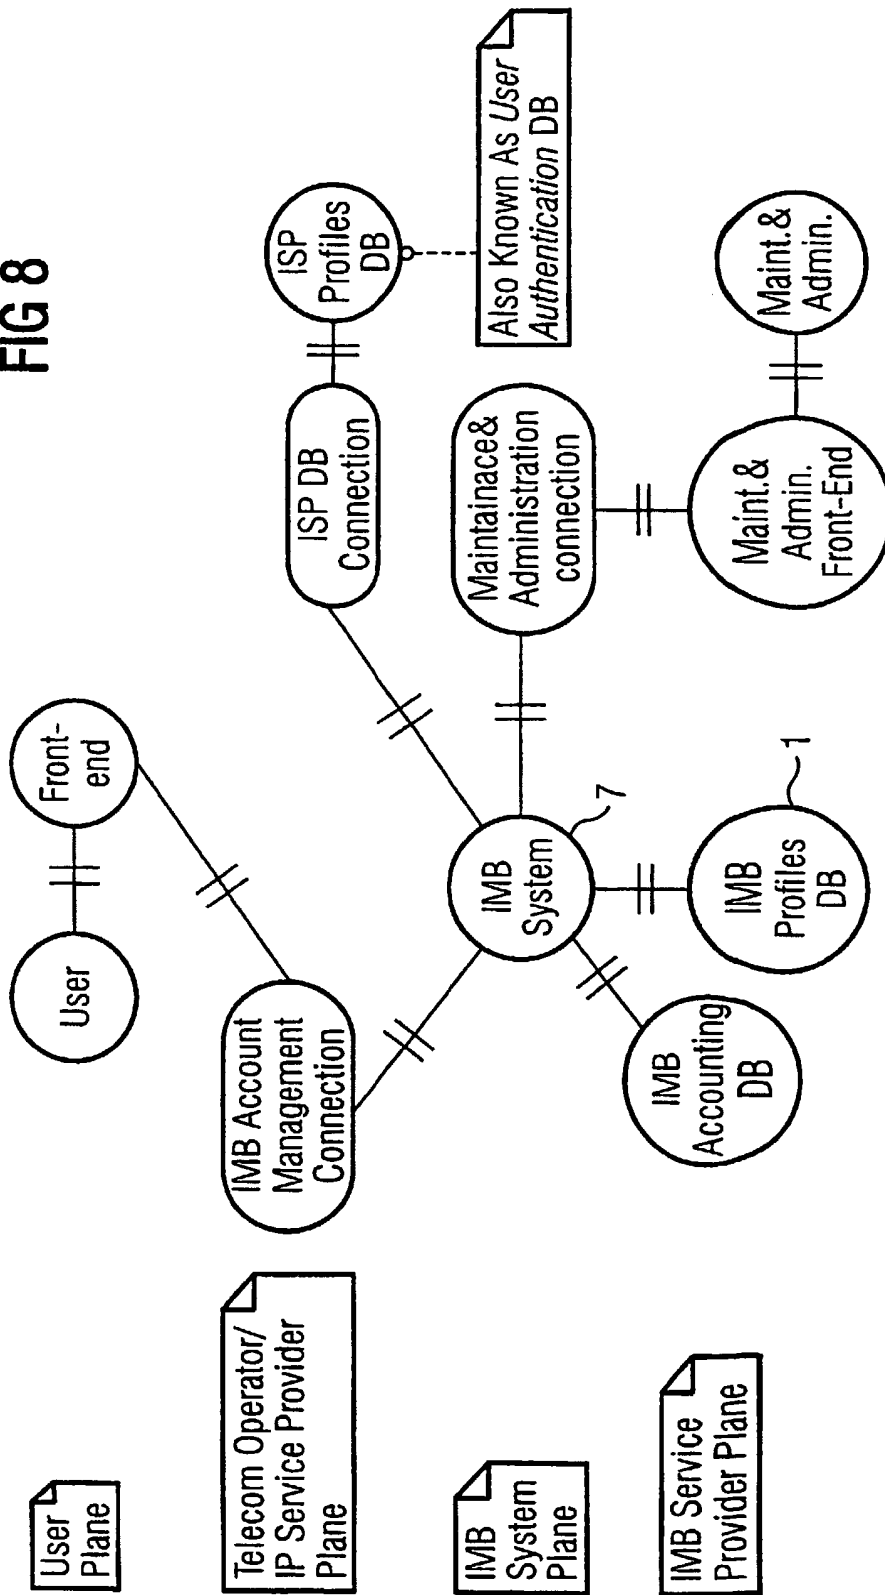 FIG 8
User
Plane
User
Front-
end
Telecom Operator/
IP Service Provider
Plane
IMB Account
Management
Connection
ISP DB
Connection
ISP
Profiles
DB
Also Known As User
Authentication DB
IMB
System
Plane
IMB
System
7
Maintainace&
Administration
connection
IMB Service
Provider Plane
IMB
Accounting
DB
IMB
Profiles
DB
1
Maint.&
Admin.
Front-End
Maint.&
Admin.